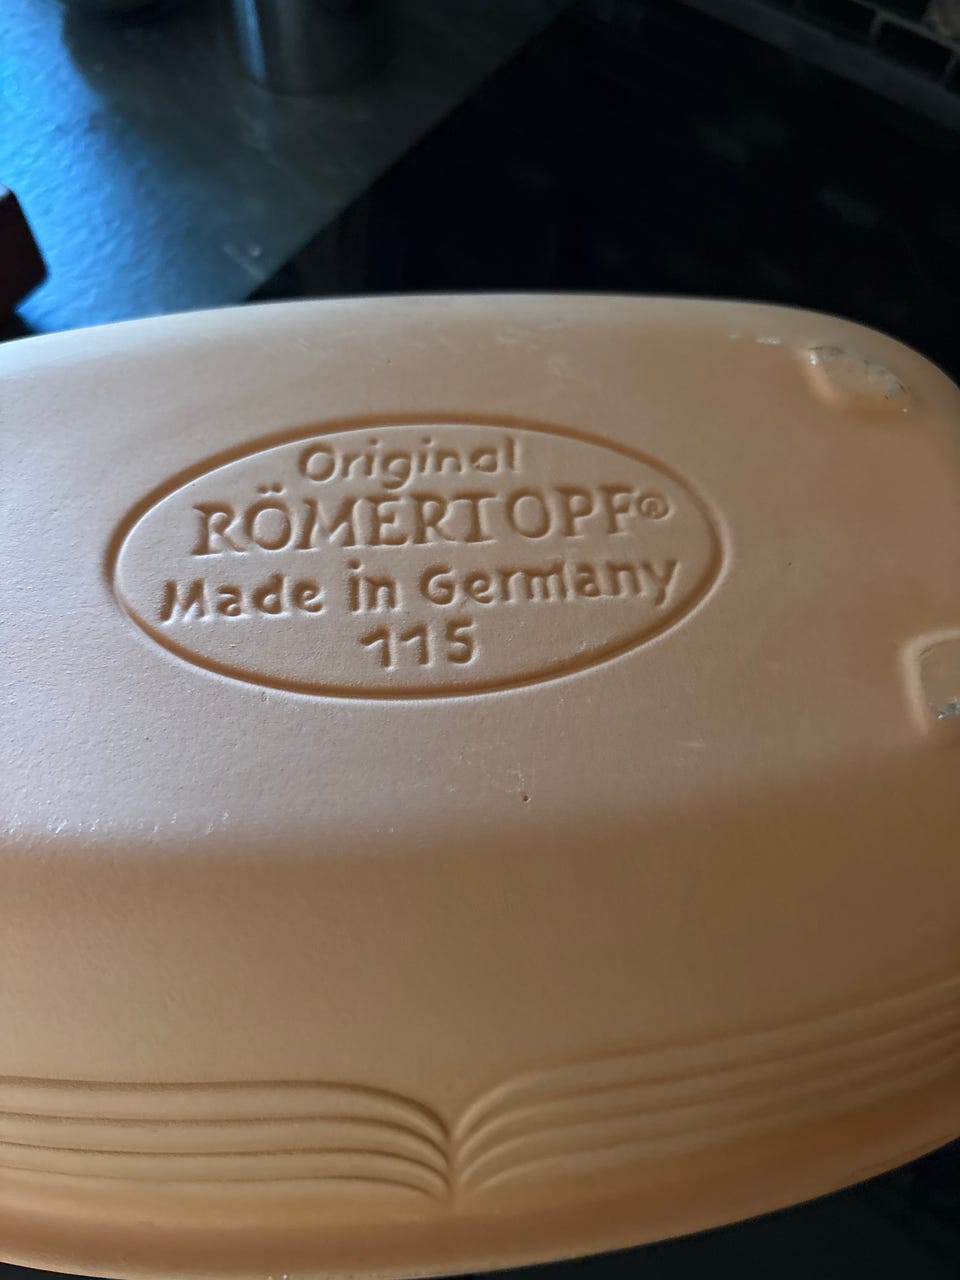 Original
RÖMERTOPF®
Made in Germany
115